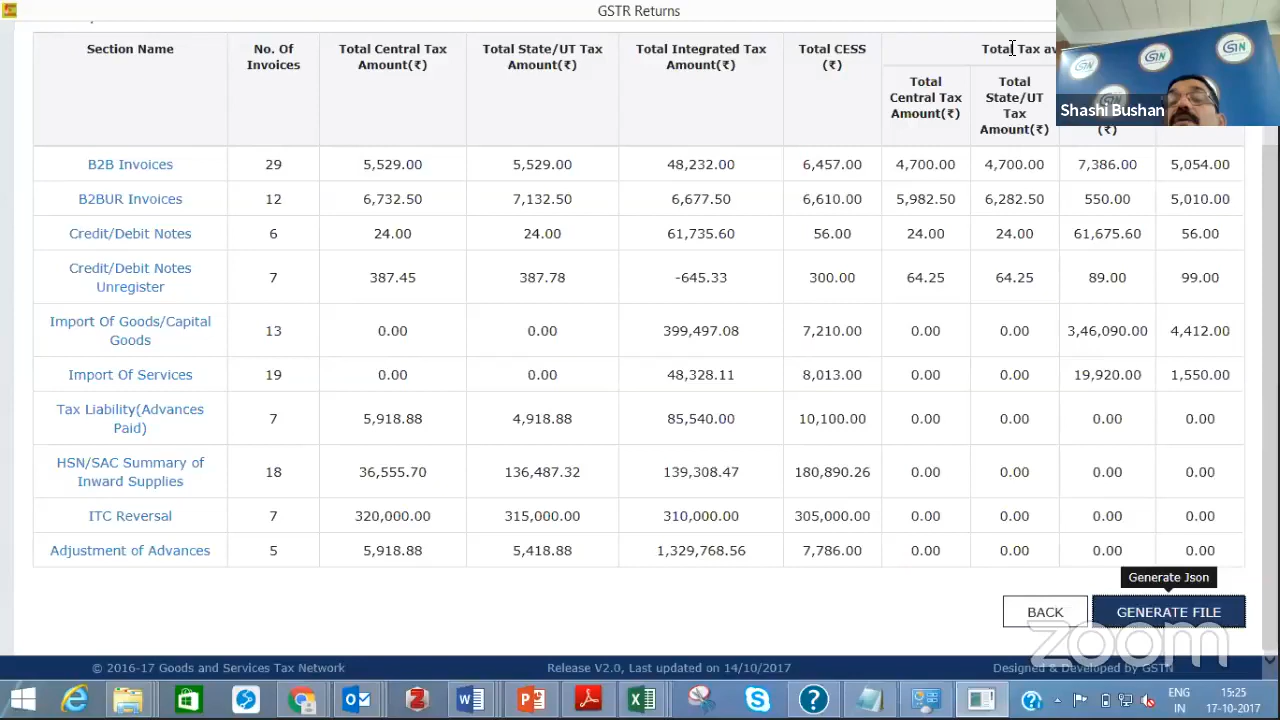 GSTR Returns
Section Name
No. Of
Invoices
Total Central Tax
Amount(₹)
Total State/UT Tax
Amount(₹)
Total Integrated Tax
Amount(₹)
Total CESS
(₹)
Total Tax av
Total
Central Tax
Amount(₹)
Total
State/UT
Tax
Amount(₹)
(₹)
Shashi Bushan
B2B Invoices 29 5,529.00 5,529.00 48,232.00 6,457.00 4,700.00 4,700.00 7,386.00 5,054.00
B2BUR Invoices 12 6,732.50 7,132.50 6,677.50 6,610.00 5,982.50 6,282.50 550.00 5,010.00
Credit/Debit Notes 6 24.00 24.00 61,735.60 56.00 24.00 24.00 61,675.60 56.00
Credit/Debit Notes
Unregister 7 387.45 387.78 -645.33 300.00 64.25 64.25 89.00 99.00
Import Of Goods/Capital
Goods 13 0.00 0.00 399,497.08 7,210.00 0.00 0.00 3,46,090.00 4,412.00
Import Of Services 19 0.00 0.00 48,328.11 8,013.00 0.00 0.00 19,920.00 1,550.00
Tax Liability(Advances
Paid) 7 5,918.88 4,918.88 85,540.00 10,100.00 0.00 0.00 0.00 0.00
HSN/SAC Summary of
Inward Supplies 18 36,555.70 136,487.32 139,308.47 180,890.26 0.00 0.00 0.00 0.00
ITC Reversal 7 320,000.00 315,000.00 310,000.00 305,000.00 0.00 0.00 0.00 0.00
Adjustment of Advances 5 5,918.88 5,418.88 1,329,768.56 7,786.00 0.00 0.00 0.00 0.00
Generate Json
BACK GENERATE FILE
zoom
© 2016-17 Goods and Services Tax Network Release V2.0, Last updated on 14/10/2017 Designed & Developed by GSTN
ENG 15:25
IN 17-10-2017